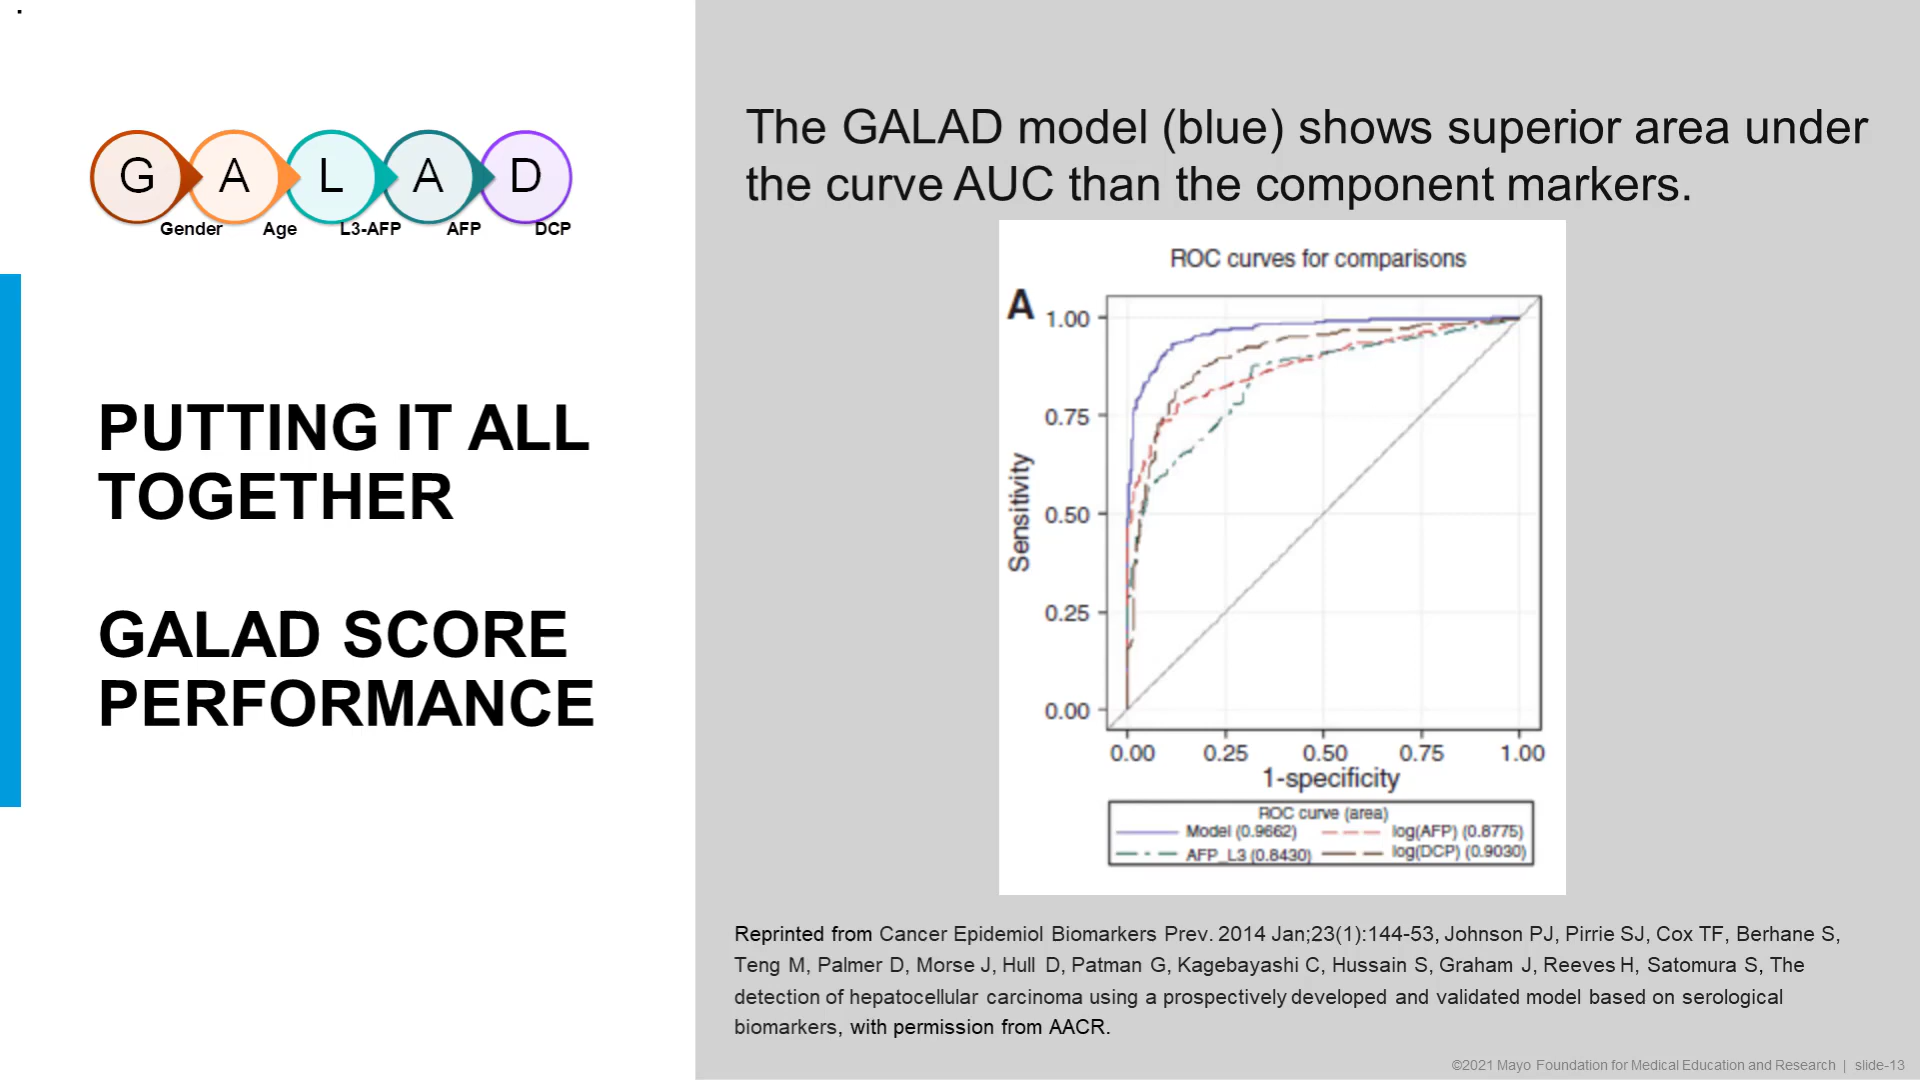 G A L A D
Gender Age L3-AFP AFP DCP
PUTTING IT ALL
TOGETHER
GALAD SCORE
PERFORMANCE
The GALAD model (blue) shows superior area under
the curve AUC than the component markers.
ROC curves for comparisons
A
Sensitivity
1.00
0.75
0.50
0.25
0.00
0.00 0.25 0.50 0.75 1.00
1-specificity
ROC curve (area)
Model (0.9662) log(AFP) (0.8775)
AFP_L3 (0.8430) log(DCP) (0.9030)
Reprinted from Cancer Epidemiol Biomarkers Prev. 2014 Jan;23(1):144-53, Johnson PJ, Pirrie SJ, Cox TF, Berhane S,
Teng M, Palmer D, Morse J, Hull D, Patman G, Kagebayashi C, Hussain S, Graham J, Reeves H, Satomura S, The
detection of hepatocellular carcinoma using a prospectively developed and validated model based on serological
biomarkers, with permission from AACR.
©2021 Mayo Foundation for Medical Education and Research | slide-13